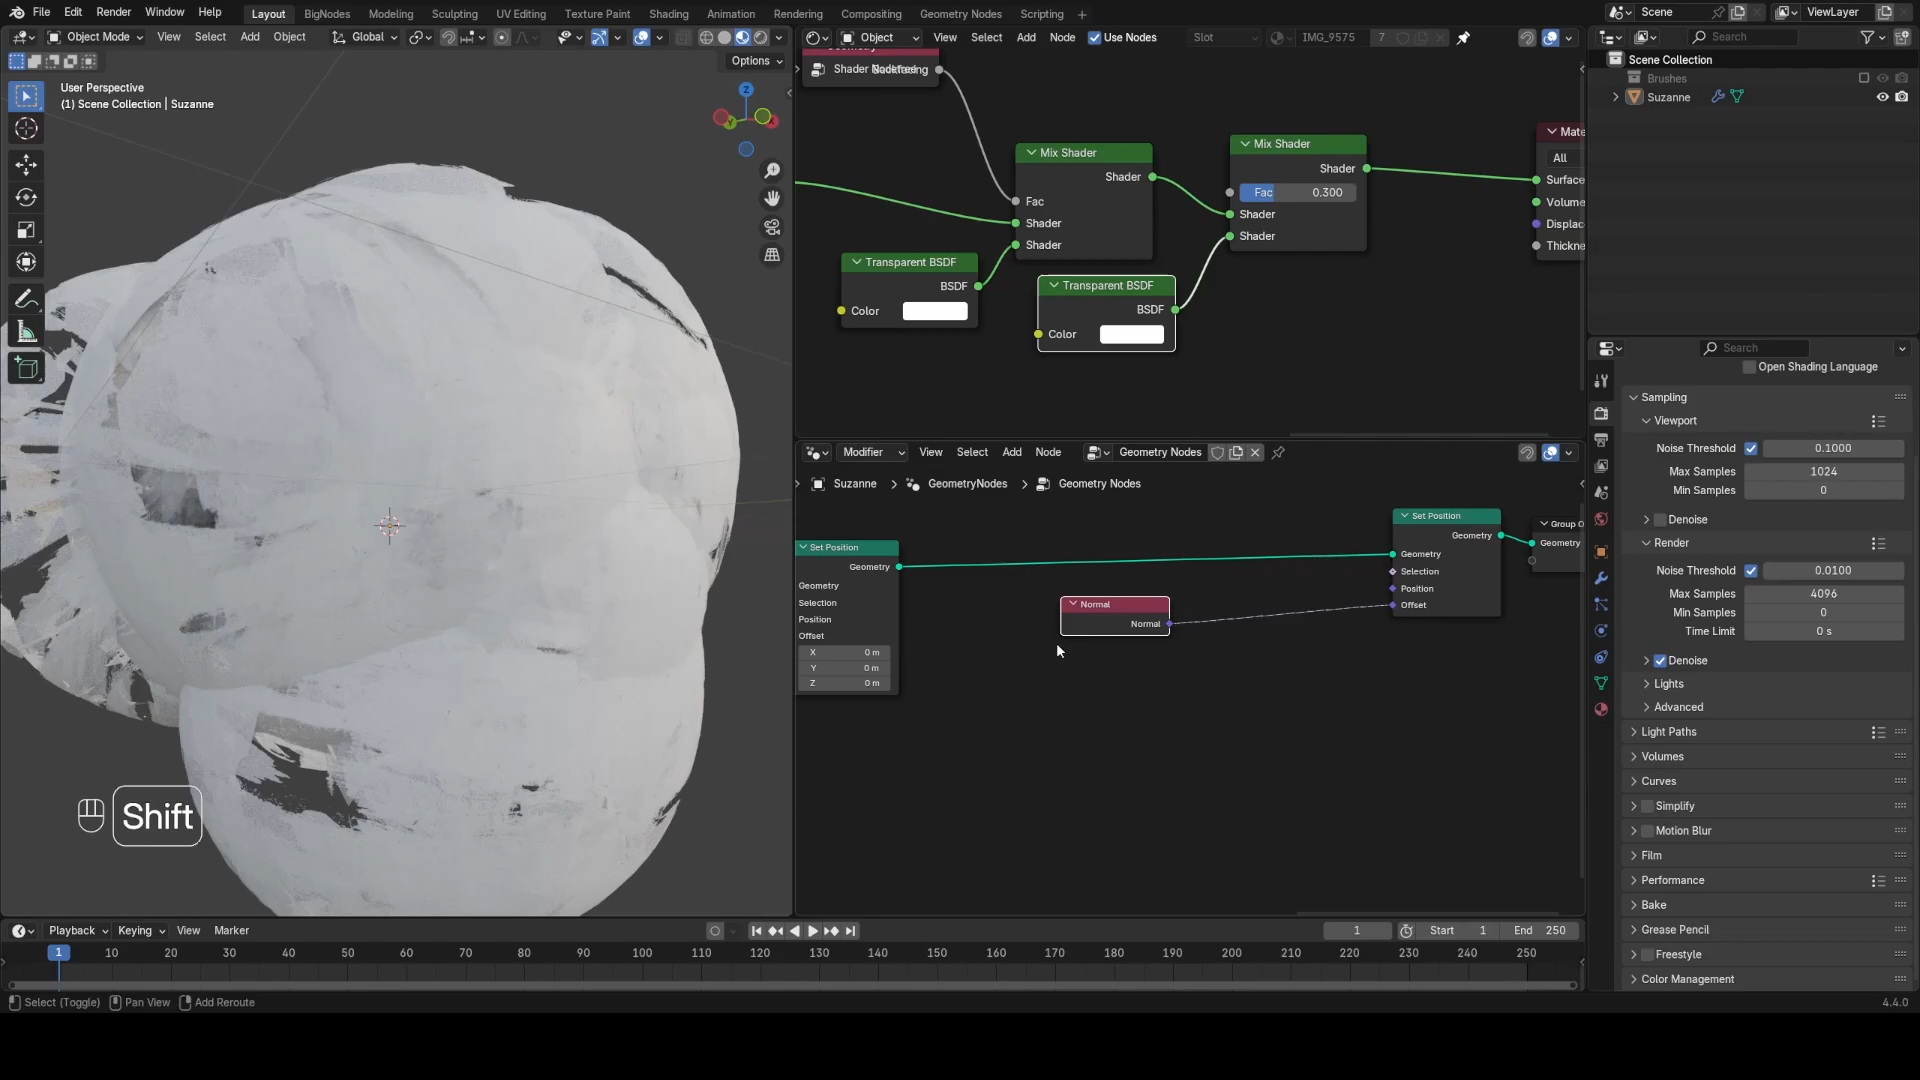 File Edit Render Window Help Layout BigNodes Modeling Sculpting UV Editing Texture Paint Shading Animation Rendering Compositing Geometry Nodes Scripting + Scene ViewLayer
Object Mode View Select Add Object Global
Options
User Perspective
(1) Scene Collection | Suzanne
Z
Y
X
Shift
Object View Select Add Node Use Nodes Slot IMG_9575 7
Backfacing
Mix Shader
Shader
Fac
Shader
Shader
Mix Shader
Shader
Fac 0.300
Shader
Shader
Transparent BSDF
BSDF
Color
Transparent BSDF
BSDF
Color
Mate
All
Surface
Volume
Displac
Thickne
Modifier View Select Add Node Geometry Nodes
Suzanne > GeometryNodes > Geometry Nodes
Set Position
Geometry
Geometry
Selection
Position
Offset
X 0 m
Y 0 m
Z 0 m
Normal
Normal
Set Position
Geometry
Geometry
Selection
Position
Offset
Group O
Geometry
Search
Scene Collection
Brushes
Suzanne
Search
Open Shading Language
Sampling
Viewport
Noise Threshold 0.1000
Max Samples 1024
Min Samples 0
Denoise
Render
Noise Threshold 0.0100
Max Samples 4096
Min Samples 0
Time Limit 0 s
Denoise
Lights
Advanced
Light Paths
Volumes
Curves
Simplify
Motion Blur
Film
Performance
Bake
Grease Pencil
Freestyle
Color Management
Playback Keying View Marker 1 Start 1 End 250
1 10 20 30 40 50 60 70 80 90 100 110 120 130 140 150 160 170 180 190 200 210 220 230 240 250
Select (Toggle) Pan View Add Reroute 4.4.0